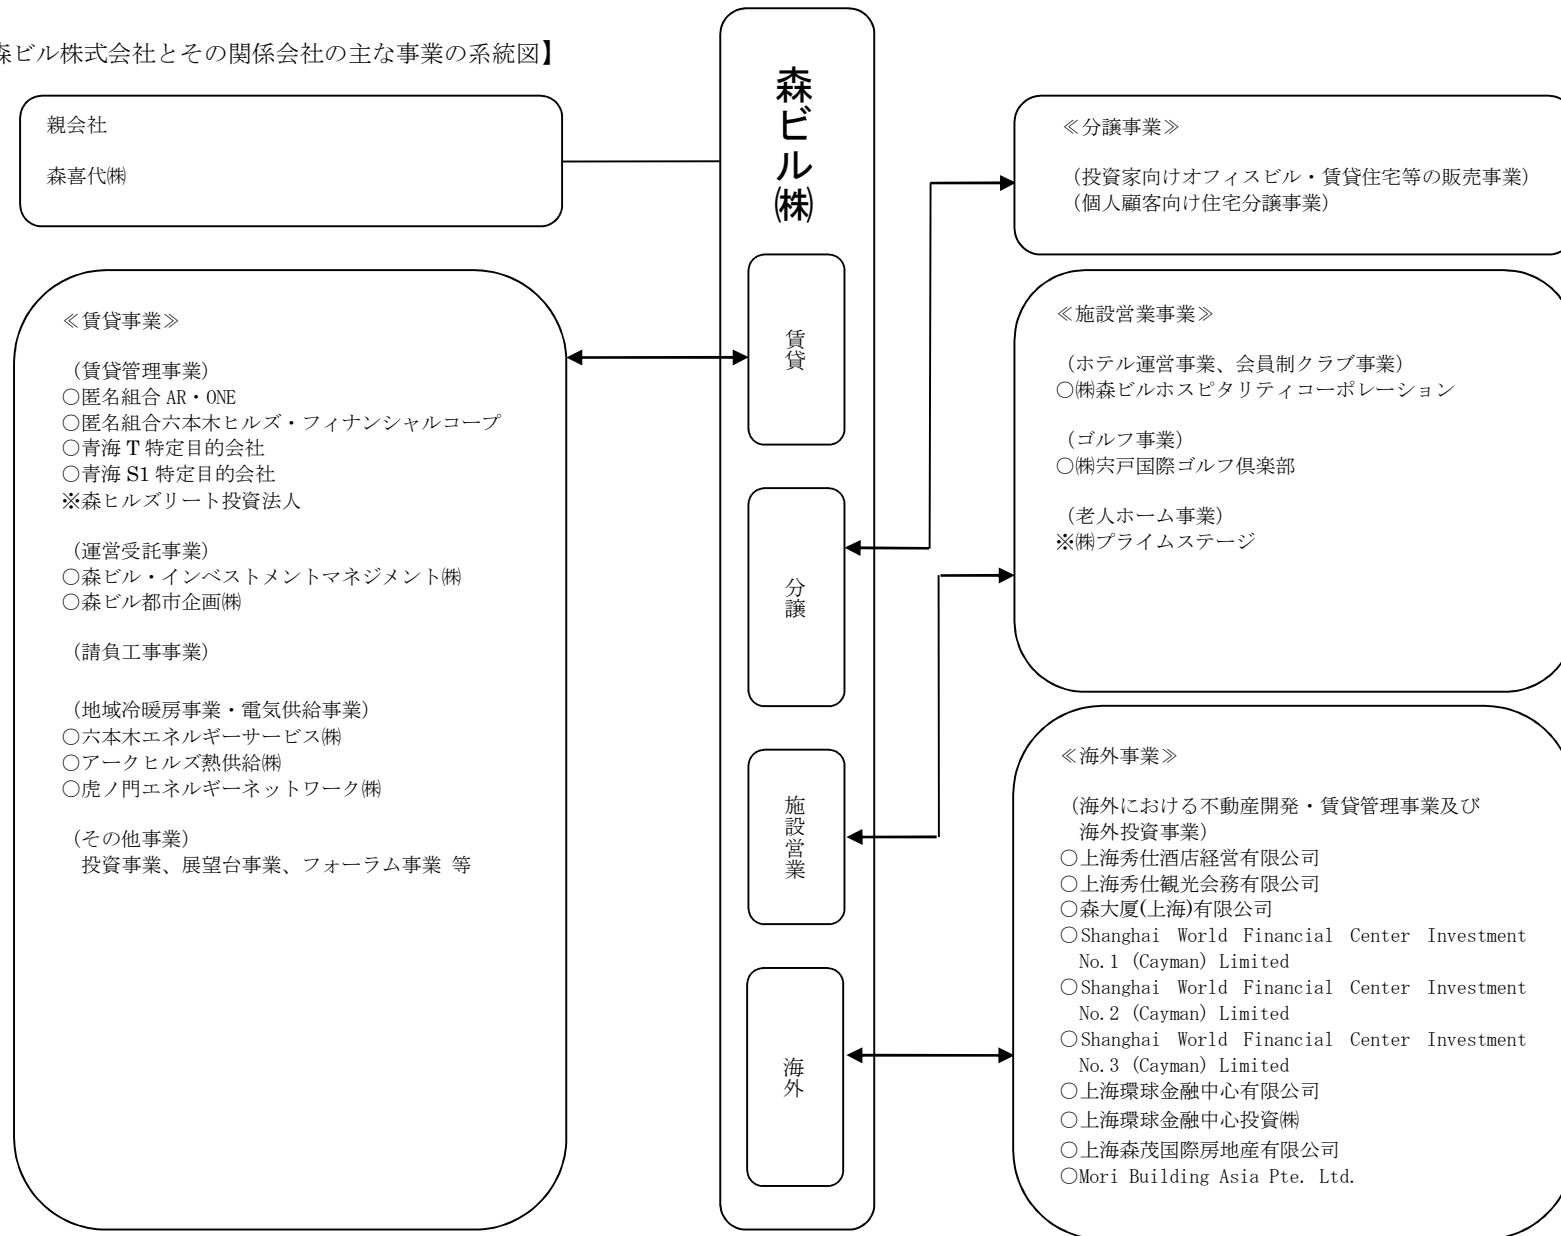 森ビル株式会社とその関係会社の主な事業の系統図】
親会社
森喜代㈱
≪賃貸事業≫
（賃貸管理事業）
○匿名組合 AR・ONE
○匿名組合六本木ヒルズ・フィナンシャルコープ
○青海 T 特定目的会社
○青海 S1 特定目的会社
※森ヒルズリート投資法人
（運営受託事業）
○森ビル・インベストメントマネジメント㈱
○森ビル都市企画㈱
（請負工事事業）
（地域冷暖房事業・電気供給事業）
○六本木エネルギーサービス㈱
○アークヒルズ熱供給㈱
○虎ノ門エネルギーネットワーク㈱
（その他事業）
投資事業、展望台事業、フォーラム事業 等
森ビル㈱
賃貸
分譲
施設営業
海外
≪分譲事業≫
（投資家向けオフィスビル・賃貸住宅等の販売事業）
（個人顧客向け住宅分譲事業）
≪施設営業事業≫
（ホテル運営事業、会員制クラブ事業）
○㈱森ビルホスピタリティコーポレーション
（ゴルフ事業）
○㈱宍戸国際ゴルフ倶楽部
（老人ホーム事業）
※㈱プライムステージ
≪海外事業≫
（海外における不動産開発・賃貸管理事業及び
海外投資事業）
○上海秀仕酒店経営有限公司
○上海秀仕観光会務有限公司
○森大厦(上海)有限公司
○Shanghai World Financial Center Investment
No.1 (Cayman) Limited
○Shanghai World Financial Center Investment
No.2 (Cayman) Limited
○Shanghai World Financial Center Investment
No.3 (Cayman) Limited
○上海環球金融中心有限公司
○上海環球金融中心投資㈱
○上海森茂国際房地産有限公司
○Mori Building Asia Pte. Ltd.